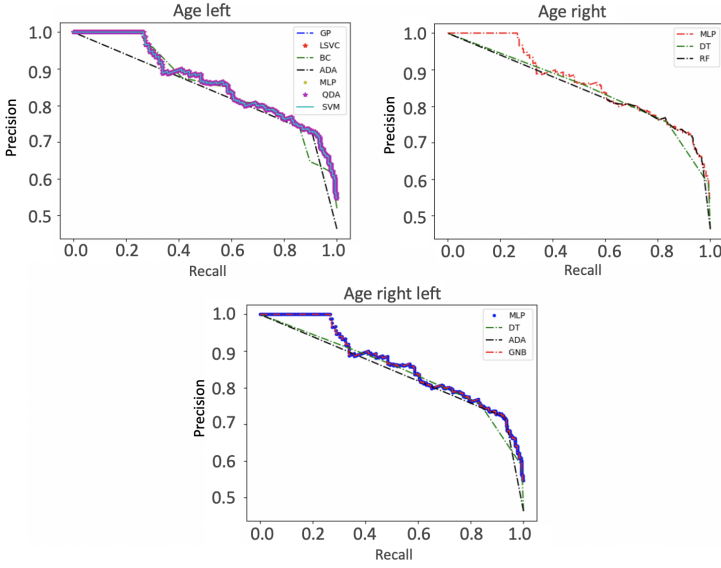 Age left
1.0
0.9
0.8
0.7
0.6
0.5
Precision
0.0 0.2 0.4 0.6 0.8 1.0
Recall
GP
LSVC
BC
ADA
MLP
QDA
SVM
Age right
1.0
0.9
0.8
0.7
0.6
0.5
Precision
0.0 0.2 0.4 0.6 0.8 1.0
Recall
MLP
DT
RF
Age right left
1.0
0.9
0.8
0.7
0.6
0.5
Precision
0.0 0.2 0.4 0.6 0.8 1.0
Recall
MLP
DT
ADA
GNB